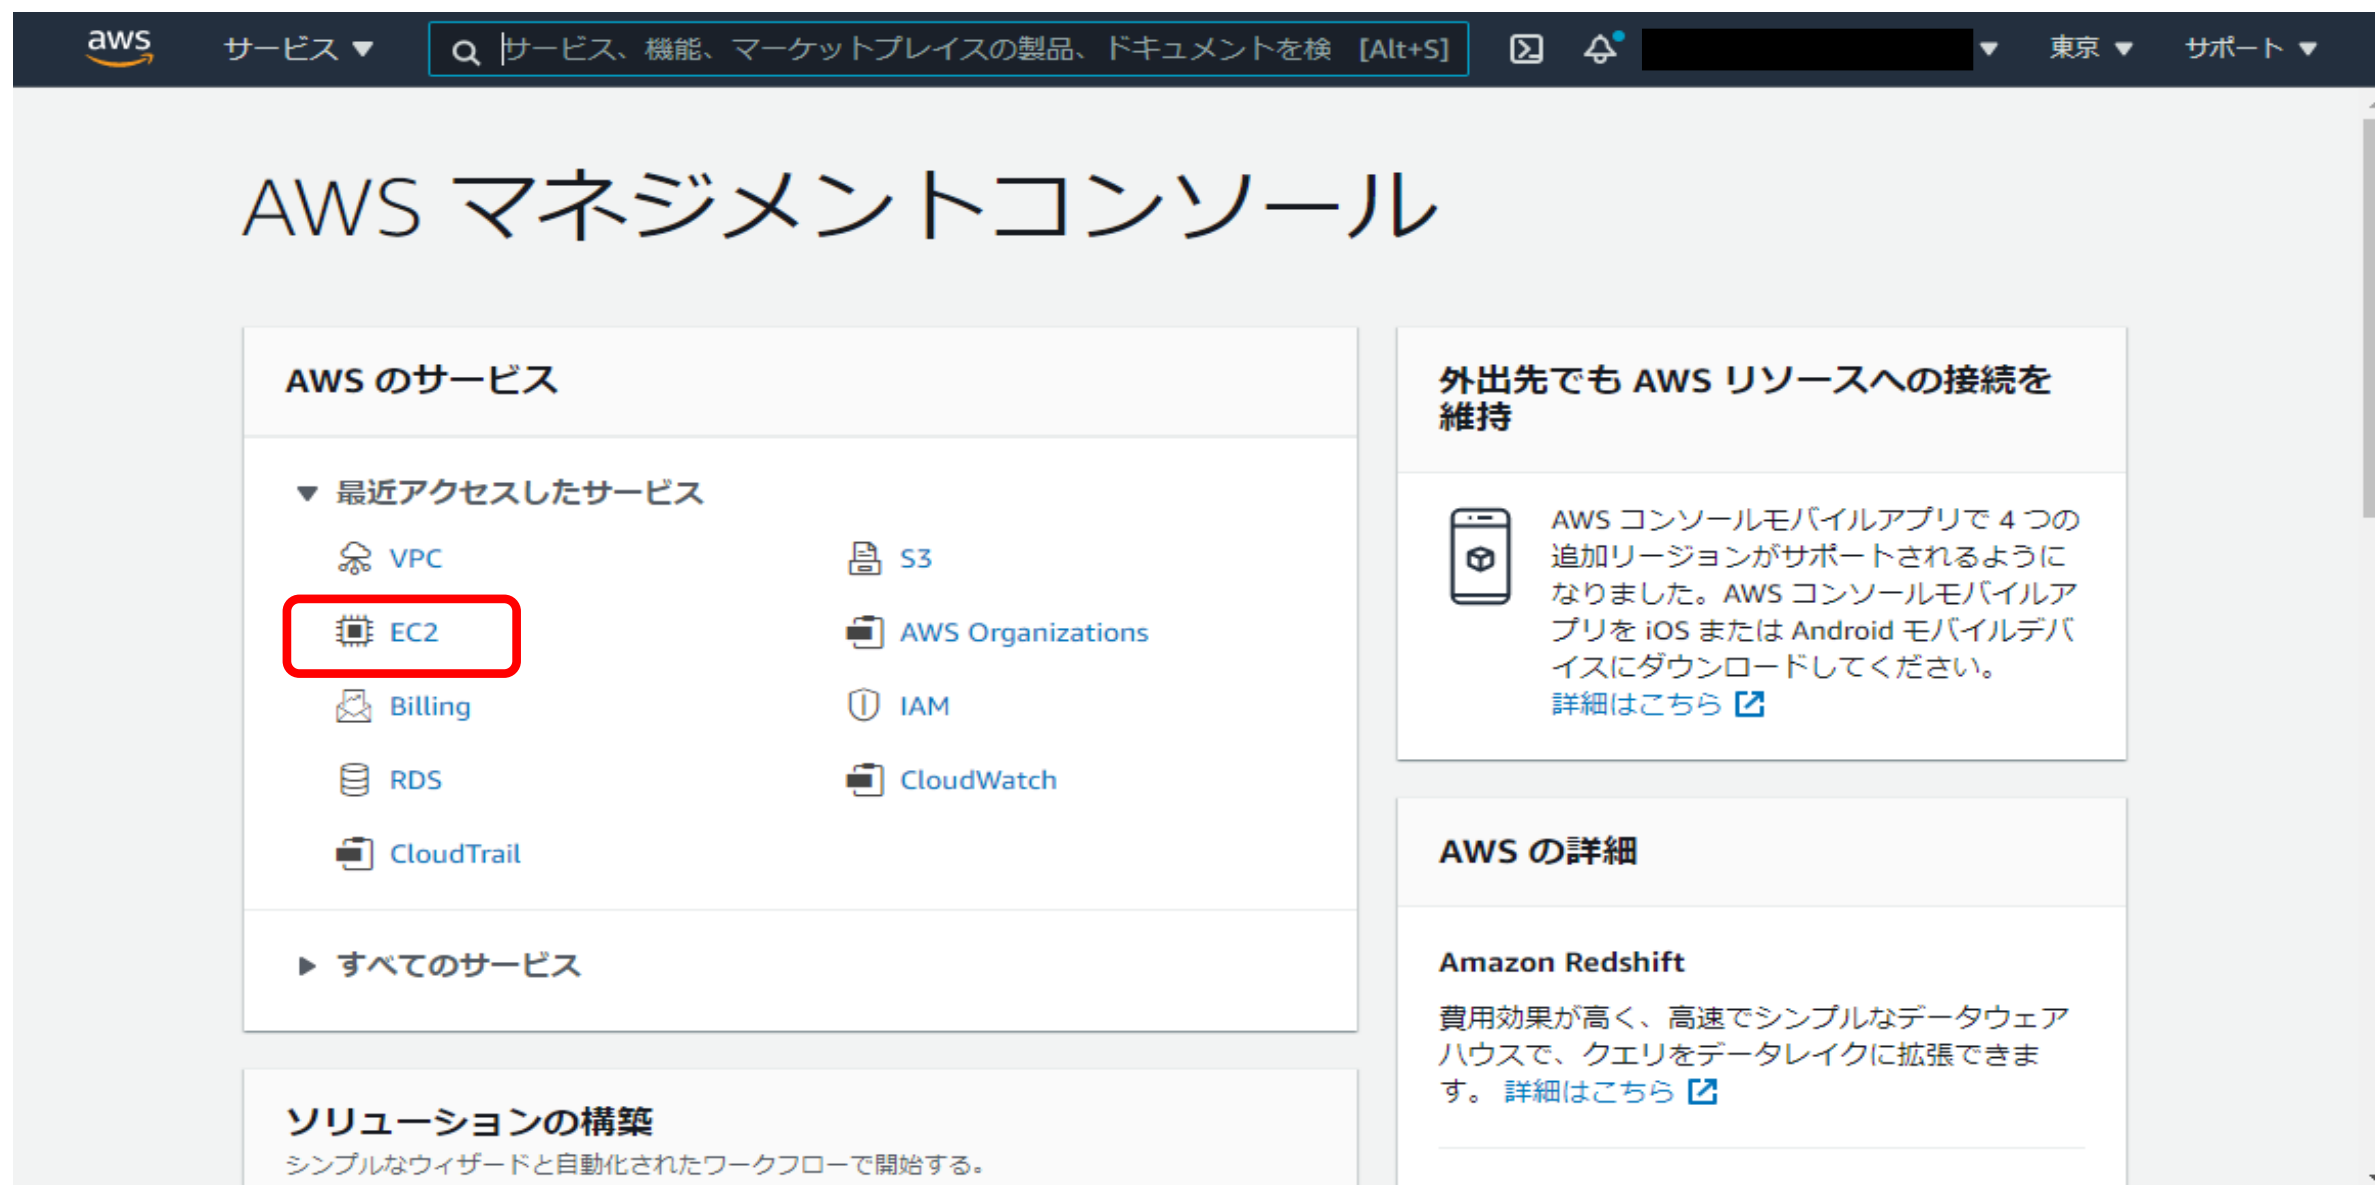 aws
サービス ▼
サービス、機能、マーケットプレイスの製品、ドキュメントを検 [Alt+S]
東京 ▼
サポート ▼
AWS マネジメントコンソール
AWS のサービス
▼ 最近アクセスしたサービス
VPC
S3
EC2
AWS Organizations
Billing
IAM
RDS
CloudWatch
CloudTrail
▶ すべてのサービス
ソリューションの構築
シンプルなウィザードと自動化されたワークフローで開始する。
外出先でも AWS リソースへの接続を
維持
AWS コンソールモバイルアプリで 4 つの
追加リージョンがサポートされるように
なりました。AWS コンソールモバイルア
プリを iOS または Android モバイルデバ
イスにダウンロードしてください。
詳細はこちら
AWS の詳細
Amazon Redshift
費用効果が高く、高速でシンプルなデータウェア
ハウスで、クエリをデータレイクに拡張できま
す。 詳細はこちら